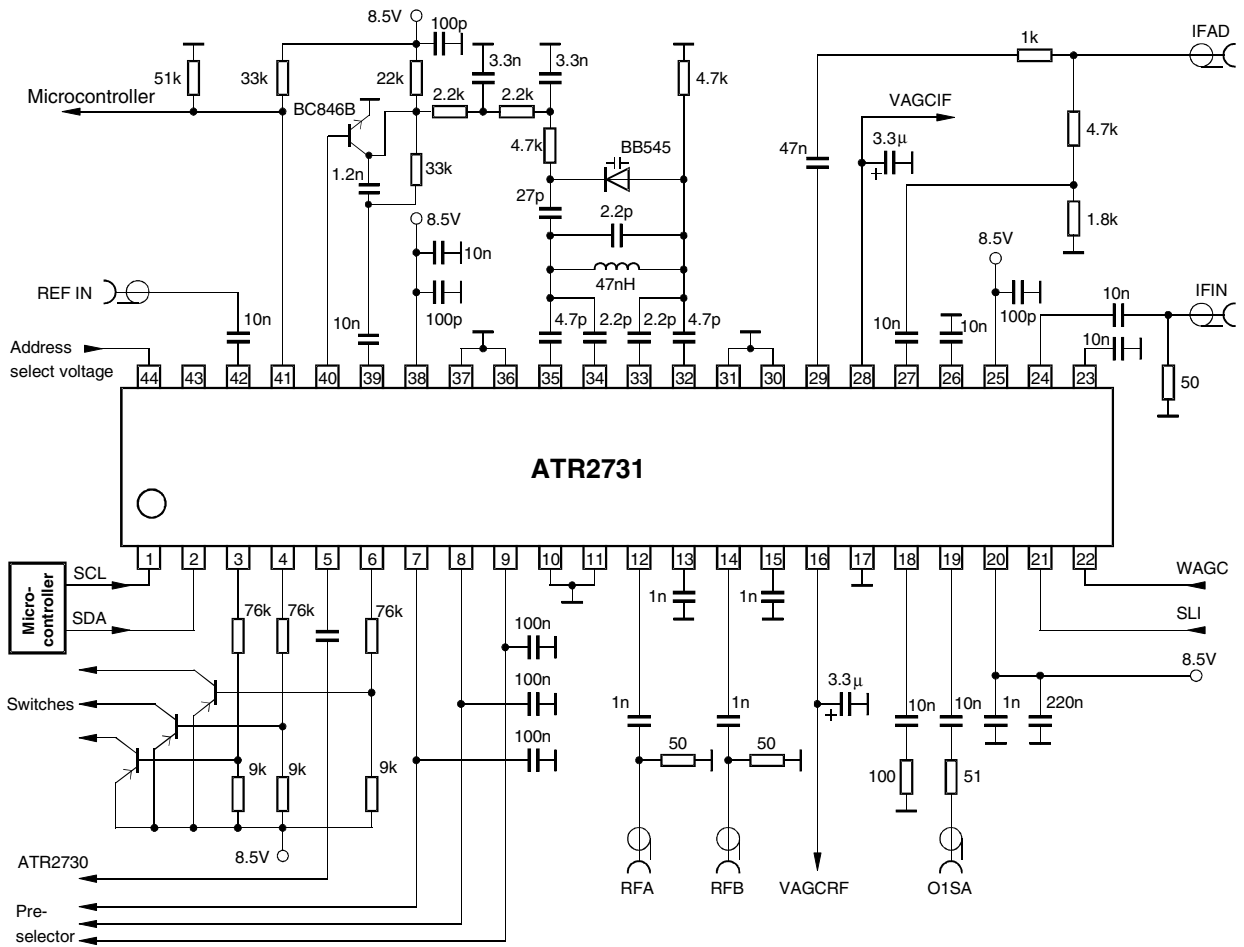 8.5V
100p
1k
IFAD
3.3n
3.3n
51k
33k
22k
4.7k
Microcontroller
BC846B
2.2k
2.2k
VAGCIF
4.7k
4.7k
BB545
47n
3.3µ
+
1.2n
33k
27p
2.2p
1.8k
8.5V
8.5V
10n
47nH
REF IN
IFIN
100p
10n
10n
10n
4.7p
2.2p
2.2p
4.7p
10n
10n
100p
10n
Address
select voltage
50
44 43 42 41 40 39 38 37 36 35 34 33 32 31 30 29 28 27 26 25 24 23
ATR2731
1 2 3 4 5 6 7 8 9 10 11 12 13 14 15 16 17 18 19 20 21 22
Micro-
controller
SCL
SDA
WAGC
SLI
76k
76k
76k
1n
1n
100n
8.5V
100n
3.3µ
+
Switches
1n
1n
10n
10n
1n
220n
100n
50
50
9k
9k
9k
100
51
8.5V
ATR2730
RFA
RFB
VAGCRF
O1SA
Pre-
selector